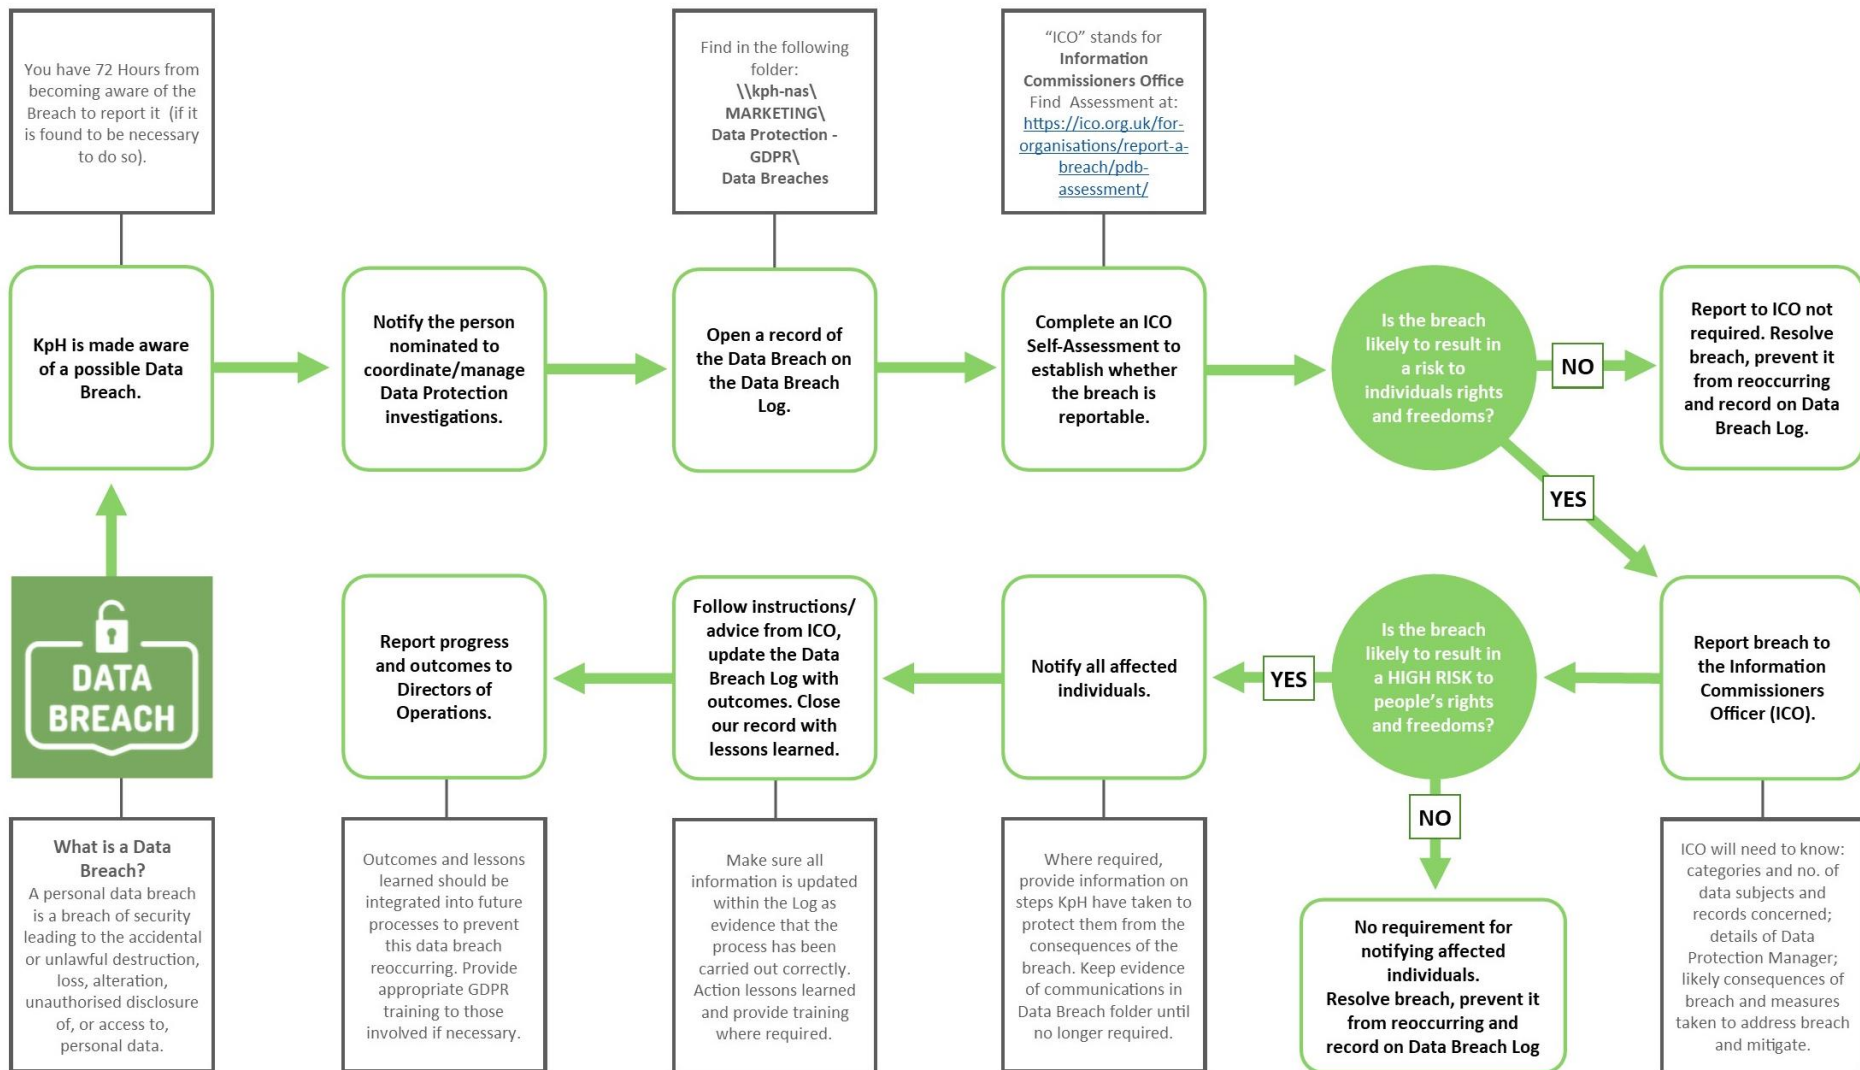 You have 72 Hours from
becoming aware of the
Breach to report it (if it
is found to be necessary
to do so).
Find in the following
folder:
\\kph-nas\
MARKETING\
Data Protection -
GDPR\
Data Breaches
“ICO” stands for
Information
Commissioners Office
Find Assessment at:
https://ico.org.uk/for-
organisations/report-a-
breach/pdb-
assessment/
KpH is made aware
of a possible Data
Breach.
Notify the person
nominated to
coordinate/manage
Data Protection
investigations.
Open a record of
the Data Breach on
the Data Breach
Log.
Complete an ICO
Self-Assessment to
establish whether
the breach is
reportable.
Is the breach
likely to result in
a risk to
individuals rights
and freedoms?
NO
Report to ICO not
required. Resolve
breach, prevent it
from reoccurring
and record on Data
Breach Log.
YES
Report breach to
the Information
Commissioners
Officer (ICO).
Is the breach
likely to result in
a HIGH RISK to
people’s rights
and freedoms?
YES
Notify all affected
individuals.
Follow instructions/
advice from ICO,
update the Data
Breach Log with
outcomes. Close
our record with
lessons learned.
Report progress
and outcomes to
Directors of
Operations.
DATA
BREACH
NO
What is a Data
Breach?
A personal data breach
is a breach of security
leading to the accidental
or unlawful destruction,
loss, alteration,
unauthorised disclosure
of, or access to,
personal data.
Outcomes and lessons
learned should be
integrated into future
processes to prevent
this data breach
reoccurring. Provide
appropriate GDPR
training to those
involved if necessary.
Make sure all
information is updated
within the Log as
evidence that the
process has been
carried out correctly.
Action lessons learned
and provide training
where required.
Where required,
provide information on
steps KpH have taken to
protect them from the
consequences of the
breach. Keep evidence
of communications in
Data Breach folder until
no longer required.
No requirement for
notifying affected
individuals.
Resolve breach, prevent it
from reoccurring and
record on Data Breach Log
ICO will need to know:
categories and no. of
data subjects and
records concerned;
details of Data
Protection Manager;
likely consequences of
breach and measures
taken to address breach
and mitigate.